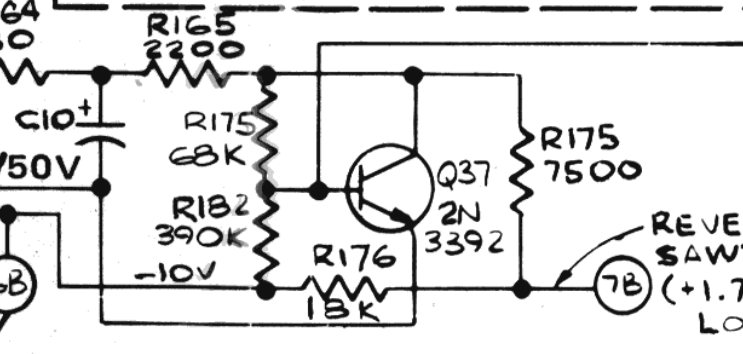 64
0
R165
2200
C10+
/50V
R175
68K
R182
390K
-10V
R176
18K
Q37
2N
3392
R175
7500
REVE
SAW
7B
(+1.7
LO
6B